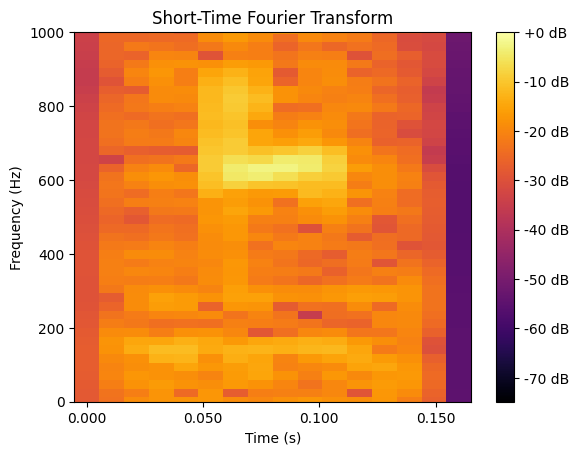 Short-Time Fourier Transform
1000
800
600
400
200
0
Frequency (Hz)
0.000
0.050
0.100
0.150
Time (s)
+0 dB
-10 dB
-20 dB
-30 dB
-40 dB
-50 dB
-60 dB
-70 dB